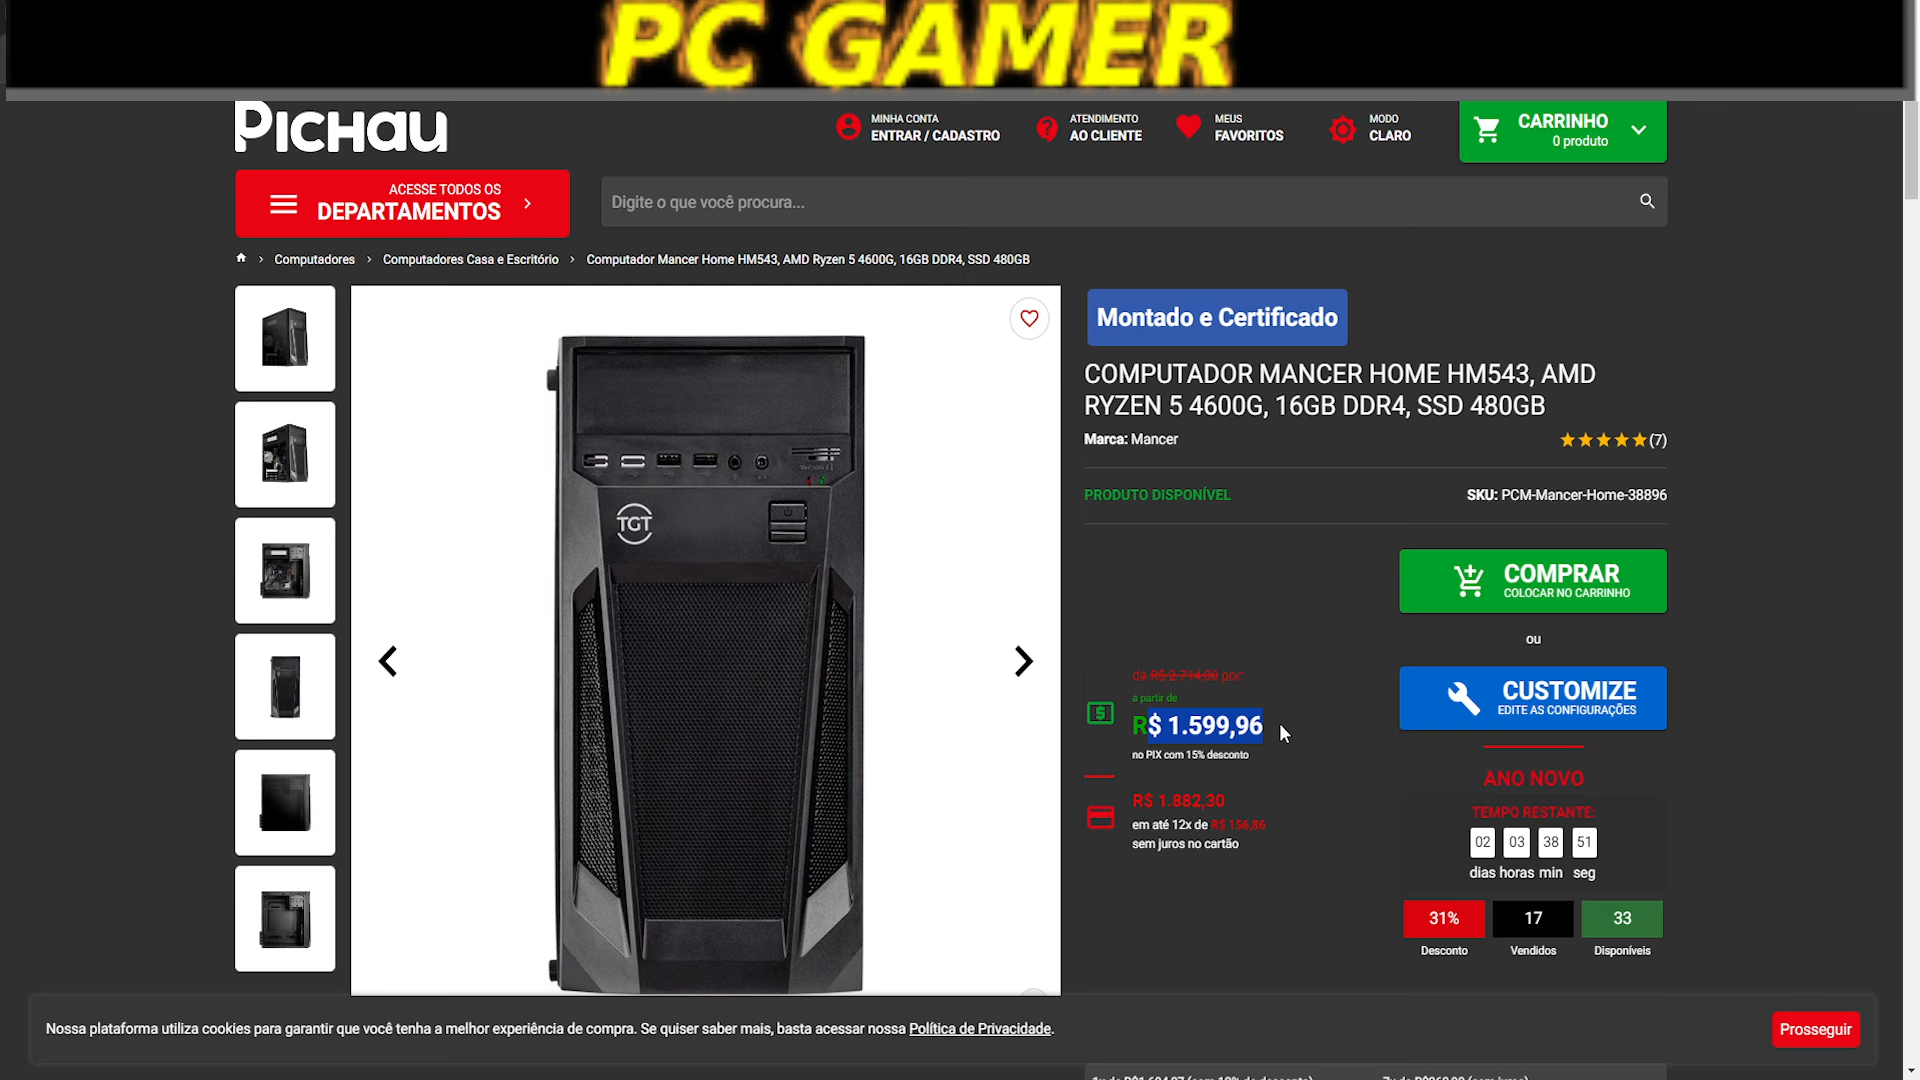 PC GAMER
PICHAU
MINHA CONTA
ENTRAR / CADASTRO
ATENDIMENTO
AO CLIENTE
MEUS
FAVORITOS
MODO
CLARO
CARRINHO
0 produto
ACESSE TODOS OS
DEPARTAMENTOS
Digite o que você procura...
Computadores
Computadores Casa e Escritório
Computador Mancer Home HM543, AMD Ryzen 5 4600G, 16GB DDR4, SSD 480GB
TGT
Montado e Certificado
COMPUTADOR MANCER HOME HM543, AMD
RYZEN 5 4600G, 16GB DDR4, SSD 480GB
Marca: Mancer
(7)
PRODUTO DISPONÍVEL
SKU: PCM-Mancer-Home-38896
COMPRAR
COLOCAR NO CARRINHO
ou
CUSTOMIZE
EDITE AS CONFIGURAÇÕES
de R$ 2.714,00 por:
a partir de
R$ 1.599,96
no PIX com 15% desconto
R$ 1.882,30
em até 12x de R$ 156,86
sem juros no cartão
ANO NOVO
TEMPO RESTANTE:
02 03 38 51
dias horas min seg
31% 17 33
Desconto Vendidos Disponíveis
Nossa plataforma utiliza cookies para garantir que você tenha a melhor experiência de compra. Se quiser saber mais, basta acessar nossa Política de Privacidade.
Prosseguir